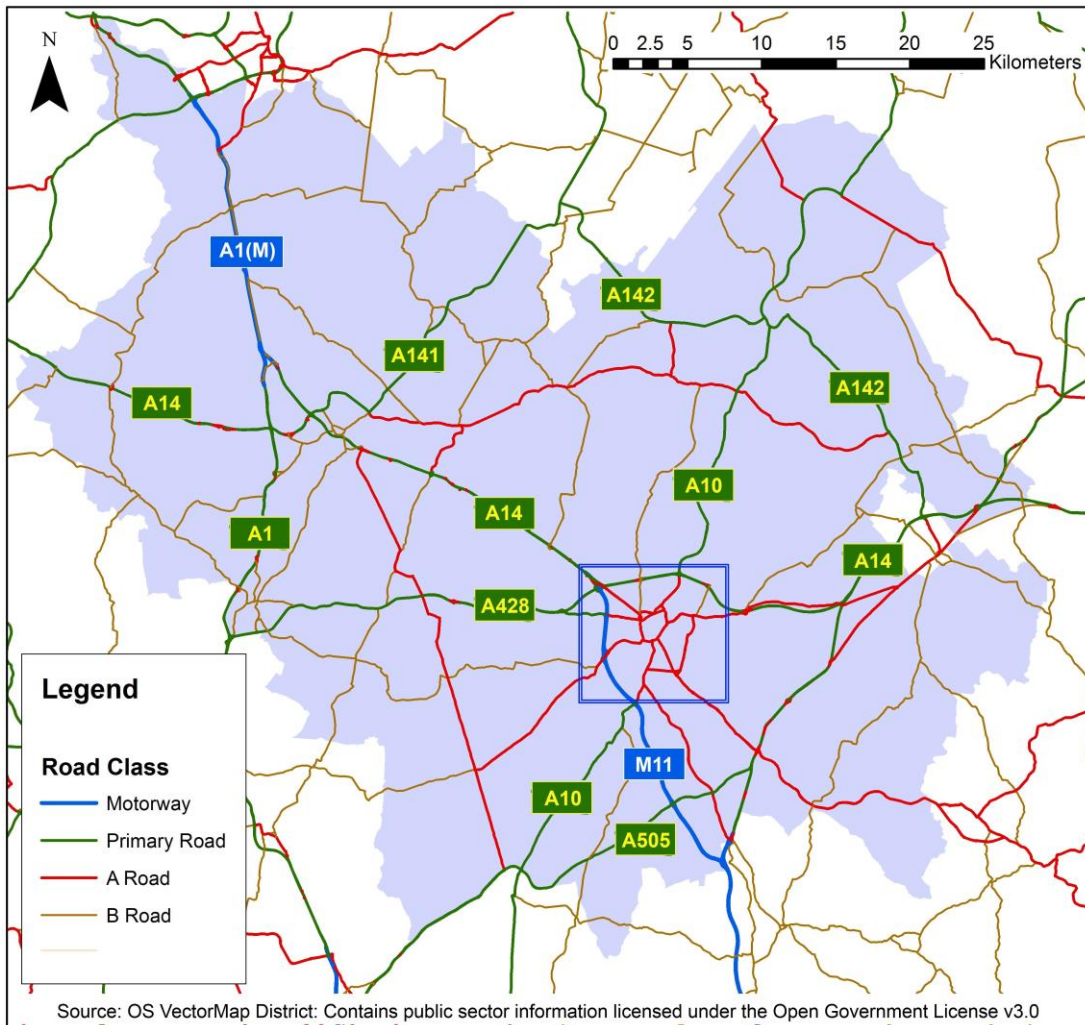 N
0 2.5 5 10 15 20 25
Kilometers
A1(M)
A142
A141
A142
A14
A10
A14
A1
A14
A428
M11
A10
A505
Legend
Road Class
Motorway
Primary Road
A Road
B Road
Source: OS VectorMap District: Contains public sector information licensed under the Open Government License v3.0